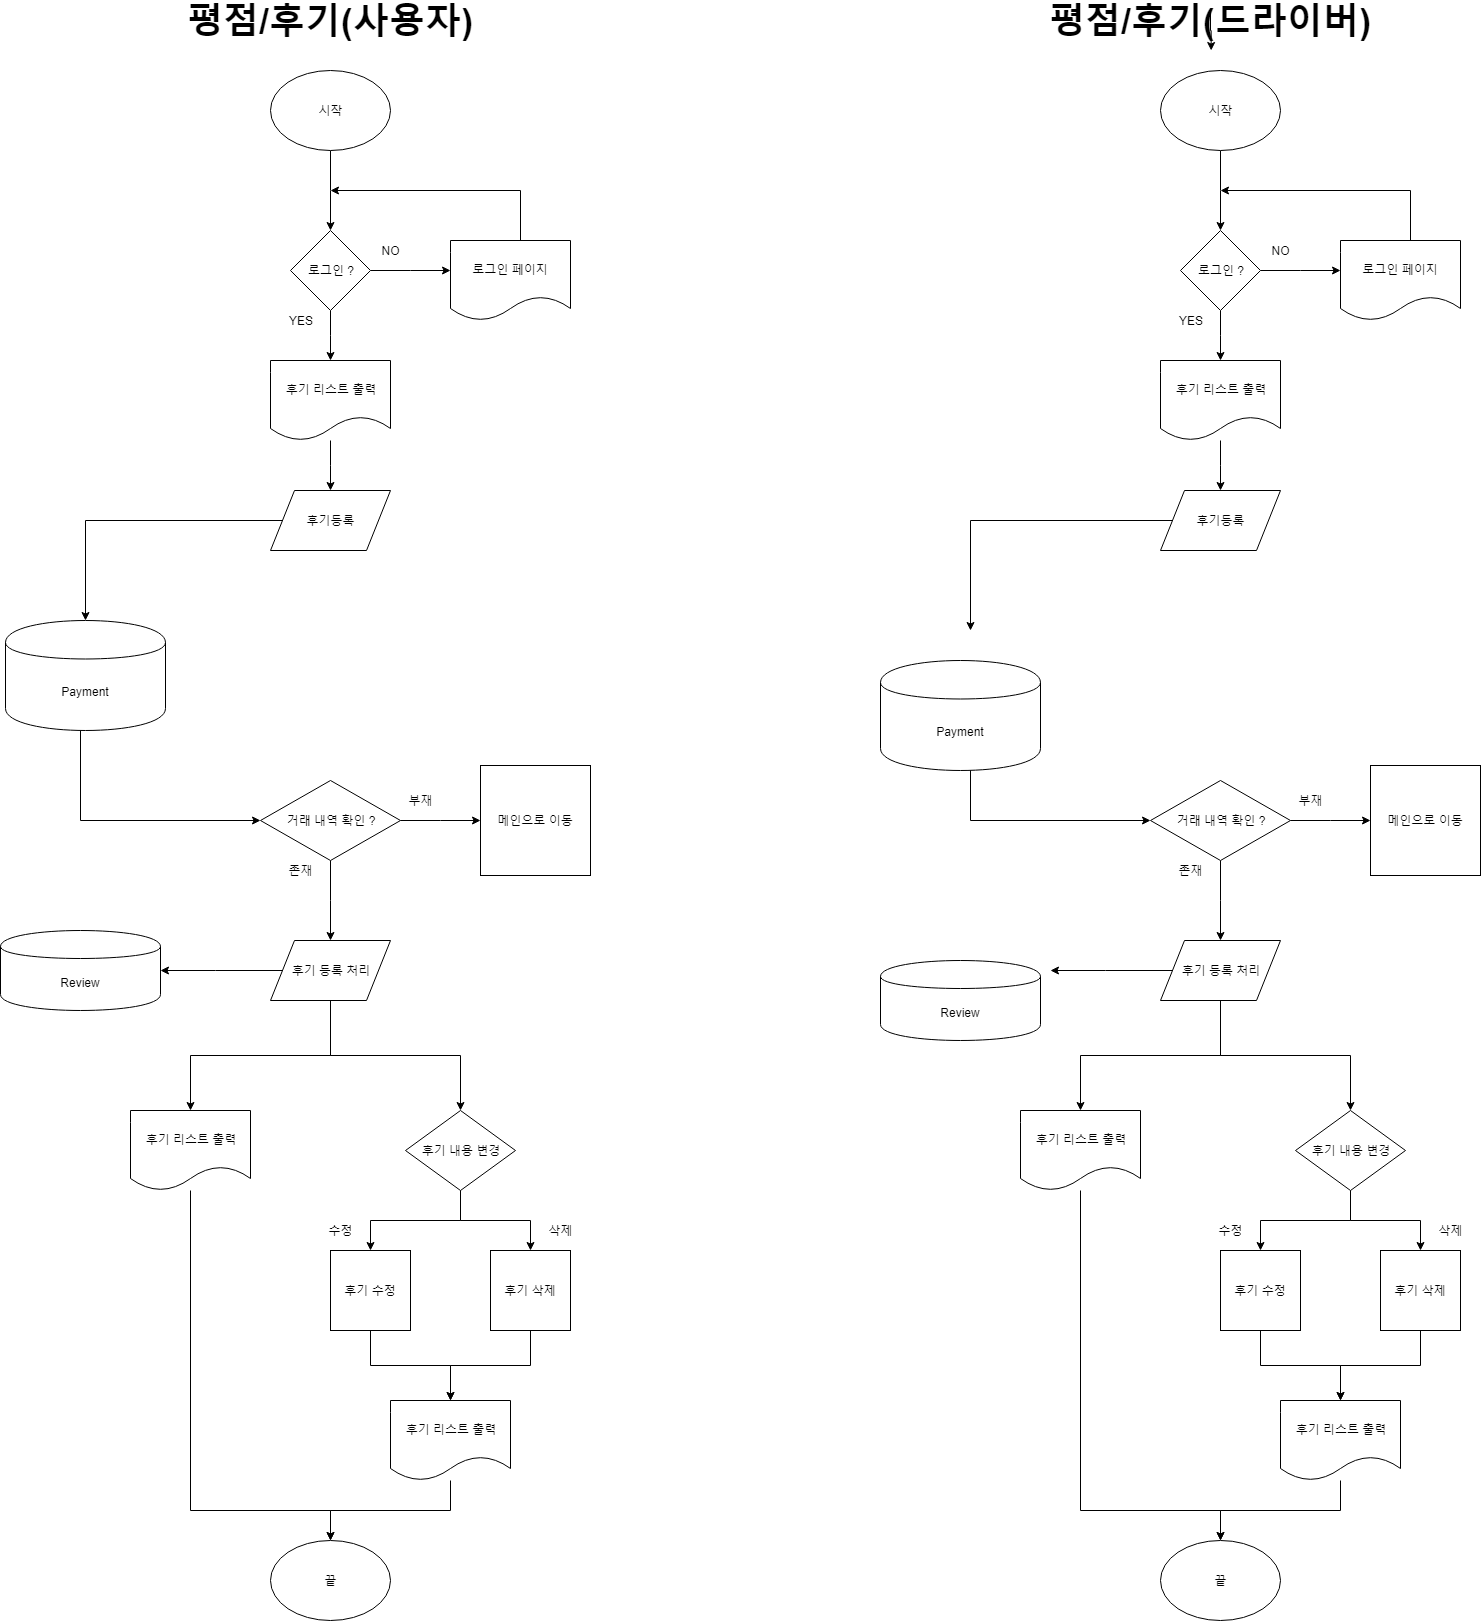 평점/후기(사용자)
시작
로그인 ?
NO
로그인 페이지
YES
후기 리스트 출력
후기등록
Payment
거래 내역 확인 ?
부재
메인으로 이동
존재
후기 등록 처리
Review
후기 리스트 출력
후기 내용 변경
수정
삭제
후기 수정
후기 삭제
후기 리스트 출력
끝
평점/후기(드라이버)
시작
로그인 ?
NO
로그인 페이지
YES
후기 리스트 출력
후기등록
Payment
거래 내역 확인 ?
부재
메인으로 이동
존재
후기 등록 처리
Review
후기 리스트 출력
후기 내용 변경
수정
삭제
후기 수정
후기 삭제
후기 리스트 출력
끝